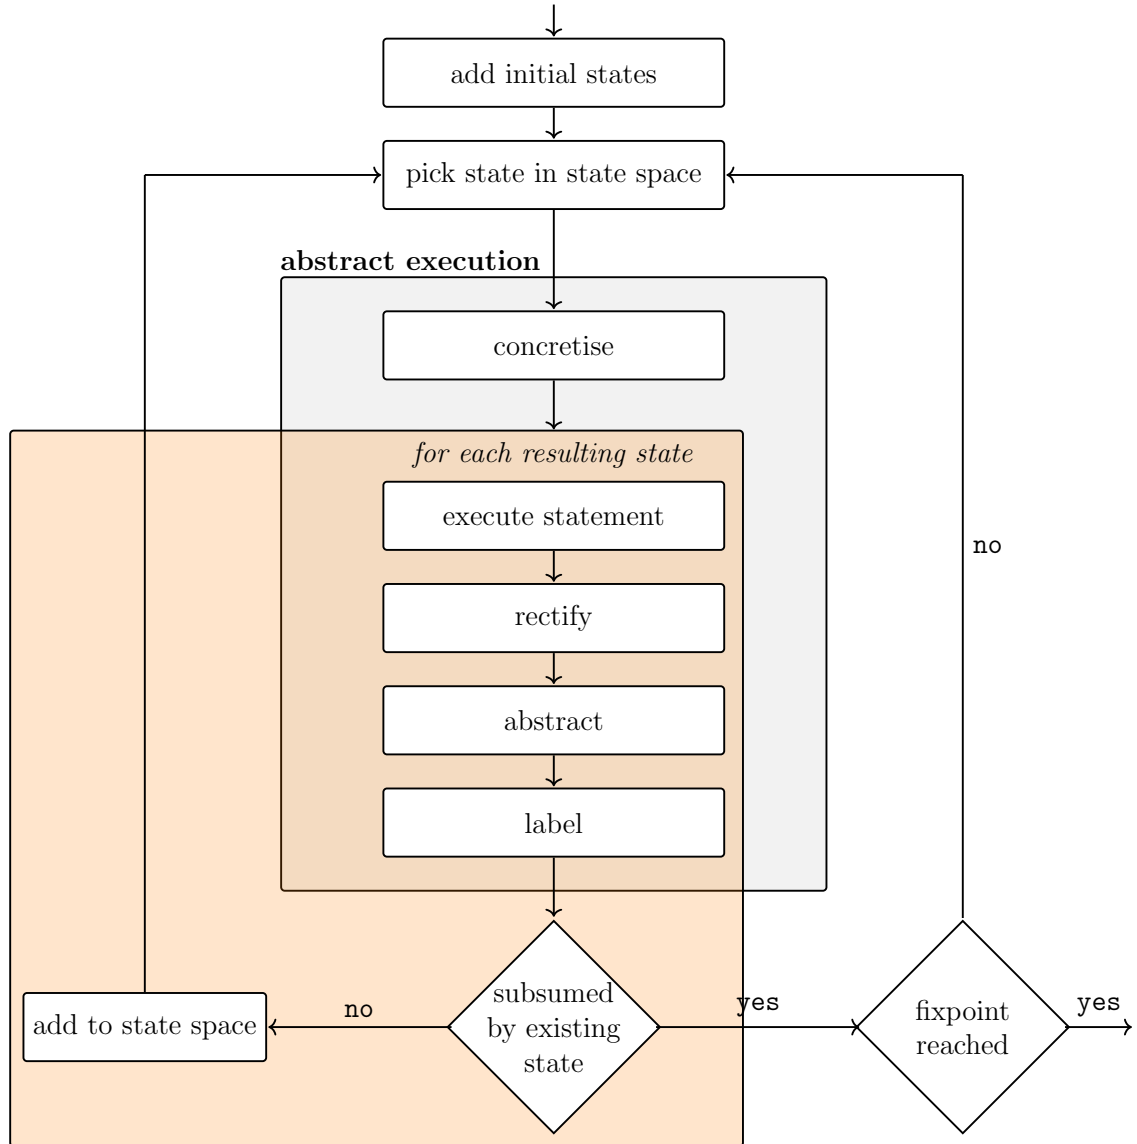 add initial states
pick state in state space
abstract execution
concretise
for each resulting state
execute statement
no
rectify
abstract
label
subsumed
by existing
state
yes
fixpoint
reached
yes
no
add to state space